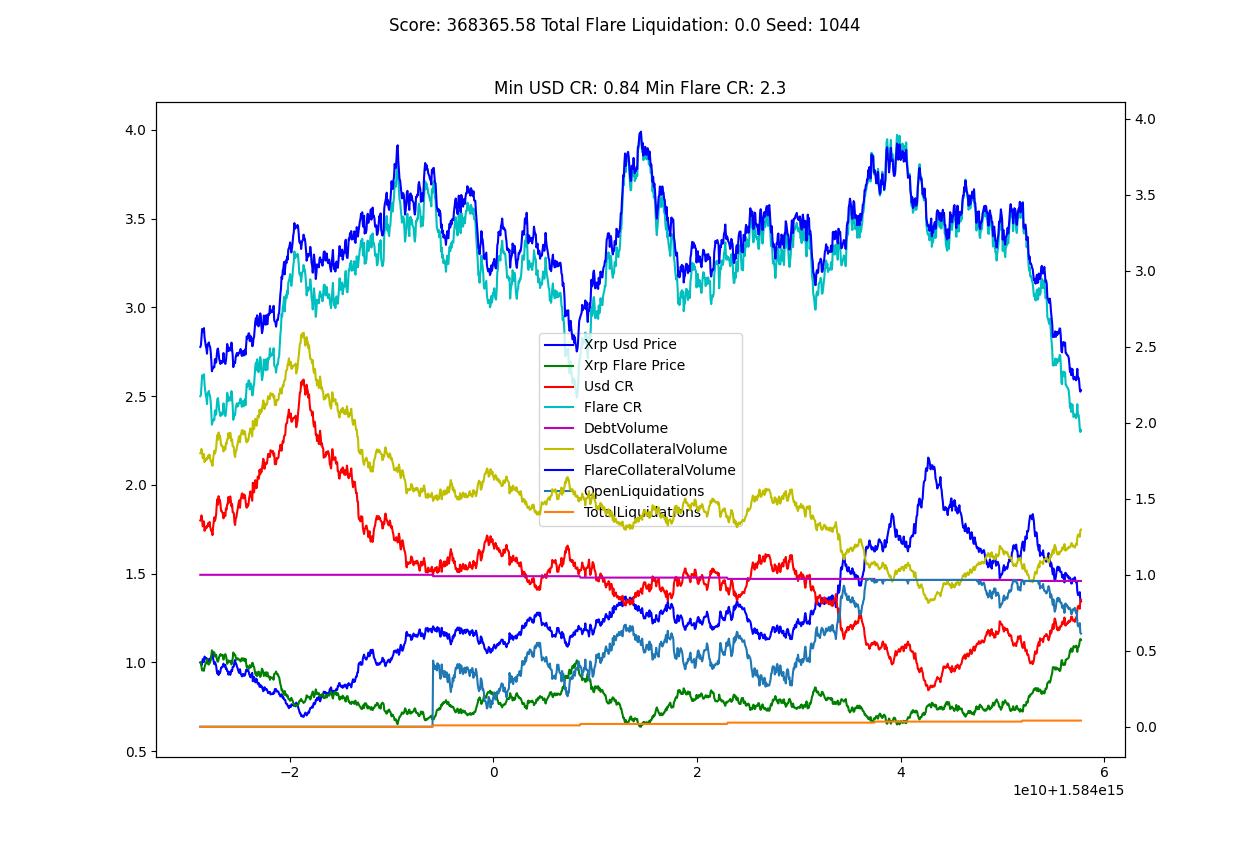 Score: 368365.58 Total Flare Liquidation: 0.0 Seed: 1044
Min USD CR: 0.84 Min Flare CR: 2.3
4.0
3.5
3.0
2.5
2.0
1.5
1.0
0.5
4.0
3.5
3.0
2.5
2.0
1.5
1.0
0.5
0.0
Xrp Usd Price
Xrp Flare Price
Usd CR
Flare CR
DebtVolume
UsdCollateralVolume
FlareCollateralVolume
OpenLiquidations
TotalLiquidations
−2 0 2 4 6
1e10+1.584e15